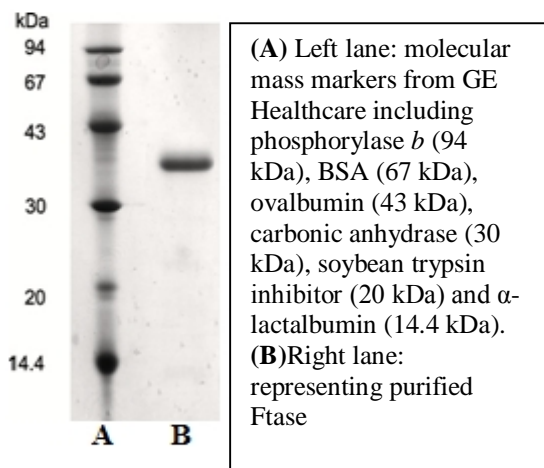 kDa
94
67
43
30
20
14.4
A B
(A) Left lane: molecular
mass markers from GE
Healthcare including
phosphorylase b (94
kDa), BSA (67 kDa),
ovalbumin (43 kDa),
carbonic anhydrase (30
kDa), soybean trypsin
inhibitor (20 kDa) and α-
lactalbumin (14.4 kDa).
(B)Right lane:
representing purified
Ftase